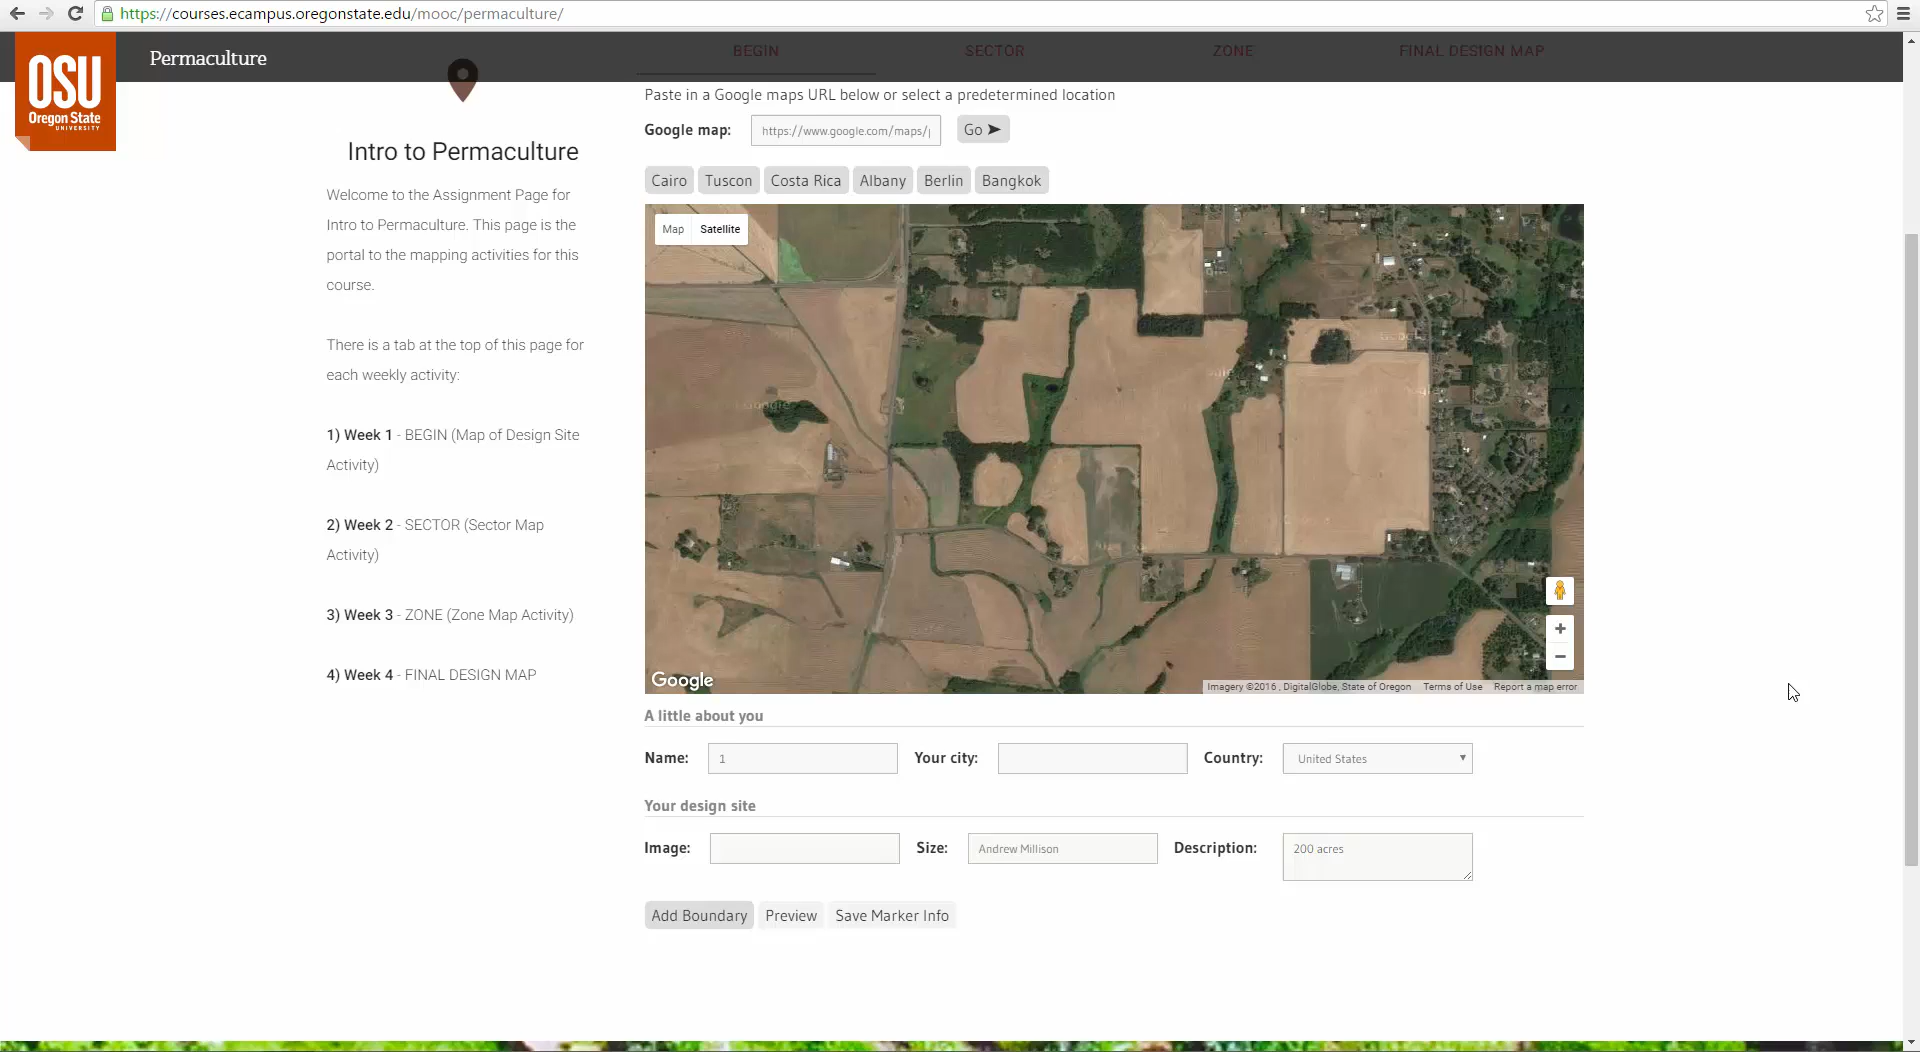 https://courses.ecampus.oregonstate.edu/mooc/permaculture/
OSU
Oregon State
UNIVERSITY
Permaculture
BEGIN
SECTOR
ZONE
FINAL DESIGN MAP
Intro to Permaculture
Welcome to the Assignment Page for
Intro to Permaculture. This page is the
portal to the mapping activities for this
course.
There is a tab at the top of this page for
each weekly activity:
1) Week 1 - BEGIN (Map of Design Site
Activity)
2) Week 2 - SECTOR (Sector Map
Activity)
3) Week 3 - ZONE (Zone Map Activity)
4) Week 4 - FINAL DESIGN MAP
Paste in a Google maps URL below or select a predetermined location
Google map: https://www.google.com/maps/ Go ➤
Cairo Tuscon Costa Rica Albany Berlin Bangkok
Map Satellite
Google
Imagery ©2016 , DigitalGlobe, State of Oregon Terms of Use Report a map error
A little about you
Name: 1 Your city: Country: United States
Your design site
Image: Size: Andrew Millison Description: 200 acres
Add Boundary Preview Save Marker Info